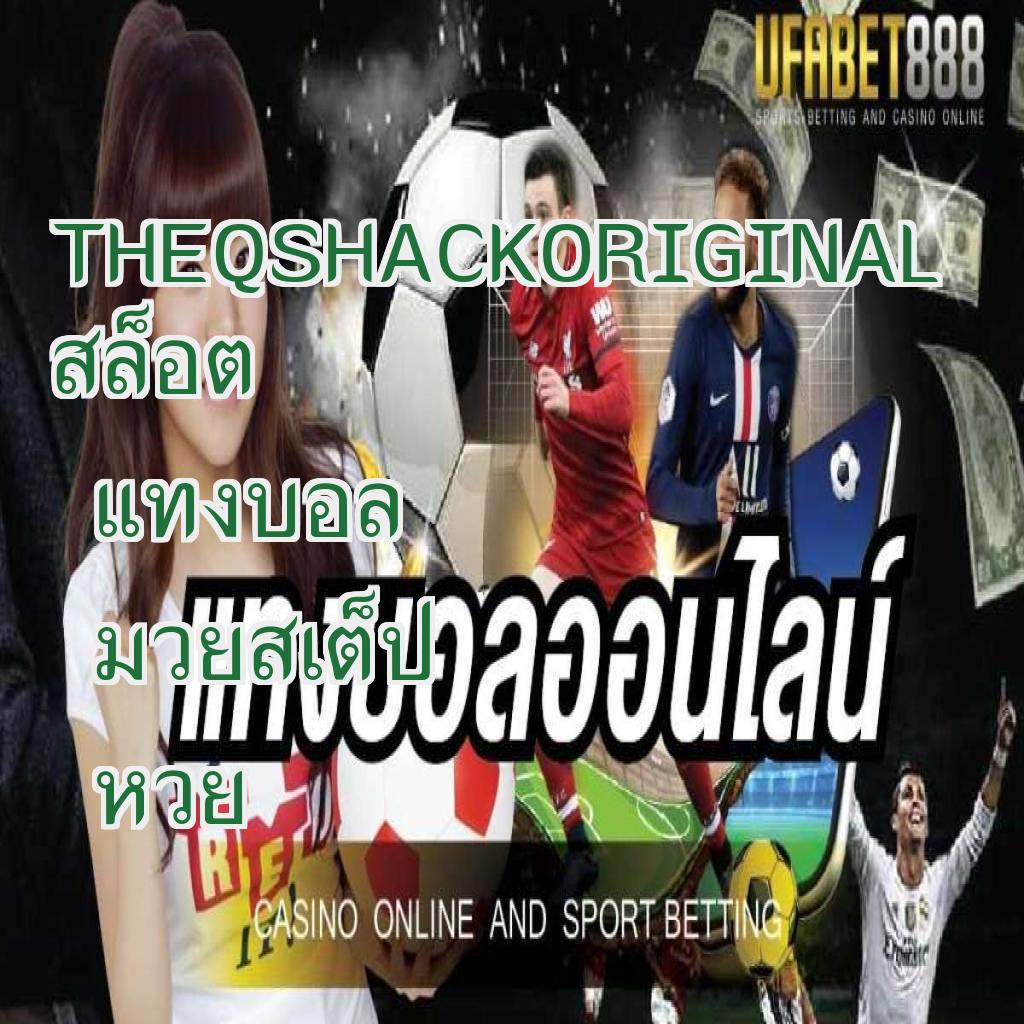 UFABET888
SPORTS BETTING AND CASINO ONLINE
THEQSHACKORIGINAL
สล็อต
แทงบอล
มวยสเต็ป
หวย
แทงบอลออนไลน์
CASINO ONLINE AND SPORT BETTING